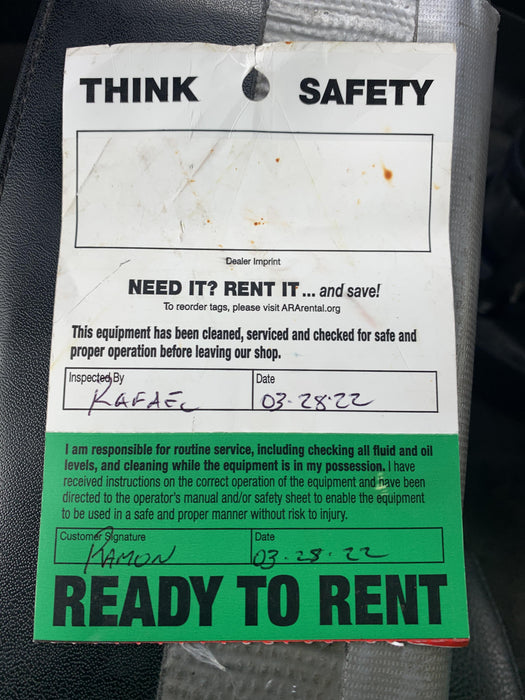 THINK SAFETY
Dealer Imprint
NEED IT? RENT IT... and save!
To reorder tags, please visit ARArental.org
This equipment has been cleaned, serviced and checked for safe and
proper operation before leaving our shop.
Inspected By Date
RAFAEL 03-28-22
I am responsible for routine service, including checking all fluid and oil
levels, and cleaning while the equipment is in my possession. I have
received instructions on the correct operation of the equipment and have been
directed to the operator's manual and/or safety sheet to enable the equipment
to be used in a safe and proper manner without risk to injury.
Customer Signature Date
RAMON 03-28-22
READY TO RENT